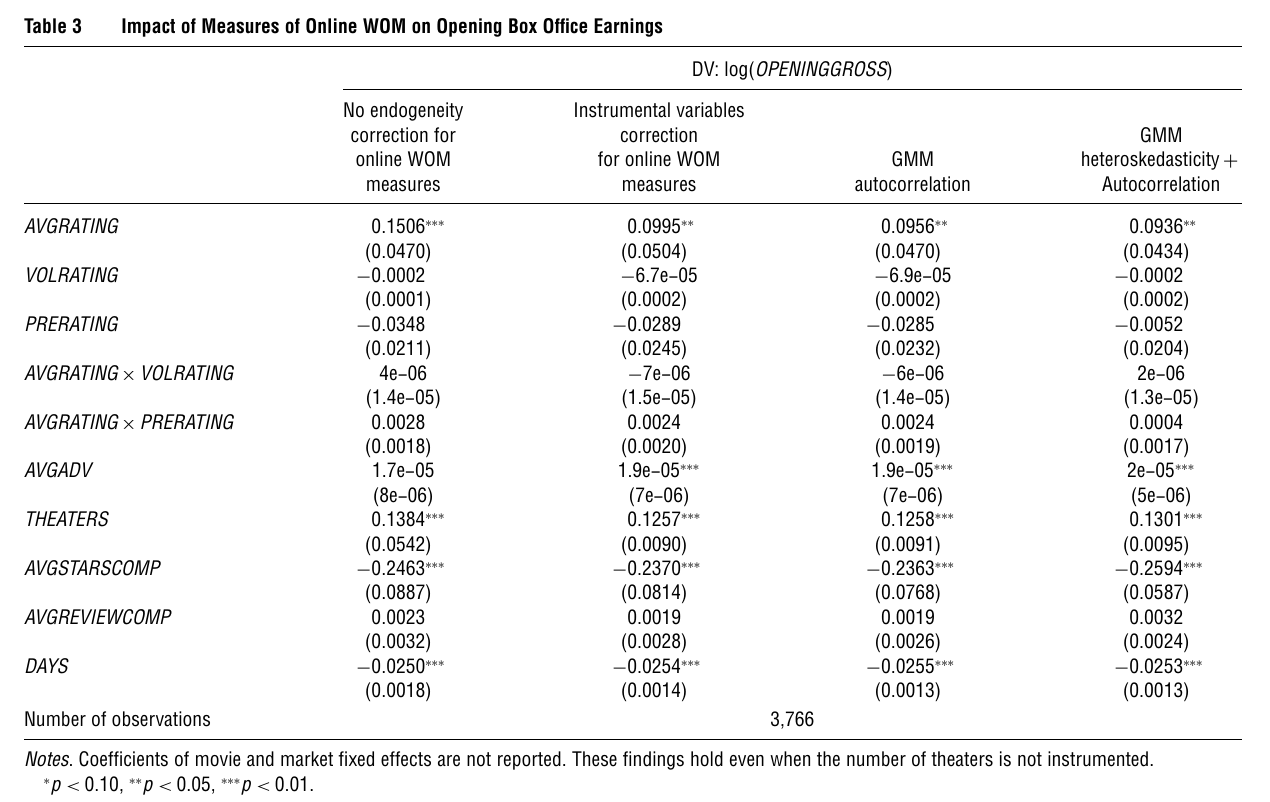 Table 3 Impact of Measures of Online WOM on Opening Box Office Earnings
DV: log(OPENINGGROSS)
No endogeneity correction for online WOM measures
Instrumental variables correction for online WOM measures
GMM autocorrelation
GMM heteroskedasticity + Autocorrelation
AVGRATING 0.1506*** 0.0995** 0.0956** 0.0936**
(0.0470) (0.0504) (0.0470) (0.0434)
VOLRATING −0.0002 −6.7e–05 −6.9e–05 −0.0002
(0.0001) (0.0002) (0.0002) (0.0002)
PRERATING −0.0348 −0.0289 −0.0285 −0.0052
(0.0211) (0.0245) (0.0232) (0.0204)
AVGRATING × VOLRATING 4e–06 −7e–06 −6e–06 2e–06
(1.4e–05) (1.5e–05) (1.4e–05) (1.3e–05)
AVGRATING × PRERATING 0.0028 0.0024 0.0024 0.0004
(0.0018) (0.0020) (0.0019) (0.0017)
AVGADV 1.7e–05 1.9e–05*** 1.9e–05*** 2e–05***
(8e–06) (7e–06) (7e–06) (5e–06)
THEATERS 0.1384*** 0.1257*** 0.1258*** 0.1301***
(0.0542) (0.0090) (0.0091) (0.0095)
AVGSTARSCOMP −0.2463*** −0.2370*** −0.2363*** −0.2594***
(0.0887) (0.0814) (0.0768) (0.0587)
AVGREVIEWCOMP 0.0023 0.0019 0.0019 0.0032
(0.0032) (0.0028) (0.0026) (0.0024)
DAYS −0.0250*** −0.0254*** −0.0255*** −0.0253***
(0.0018) (0.0014) (0.0013) (0.0013)
Number of observations 3,766
Notes. Coefficients of movie and market fixed effects are not reported. These findings hold even when the number of theaters is not instrumented.
*p < 0.10, **p < 0.05, ***p < 0.01.